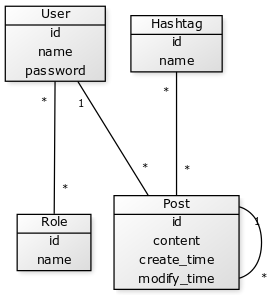 User
id
name
password
Hashtag
id
name
*
1
*
*
*
*
Role
id
name
Post
id
content
create_time
modify_time
1
*